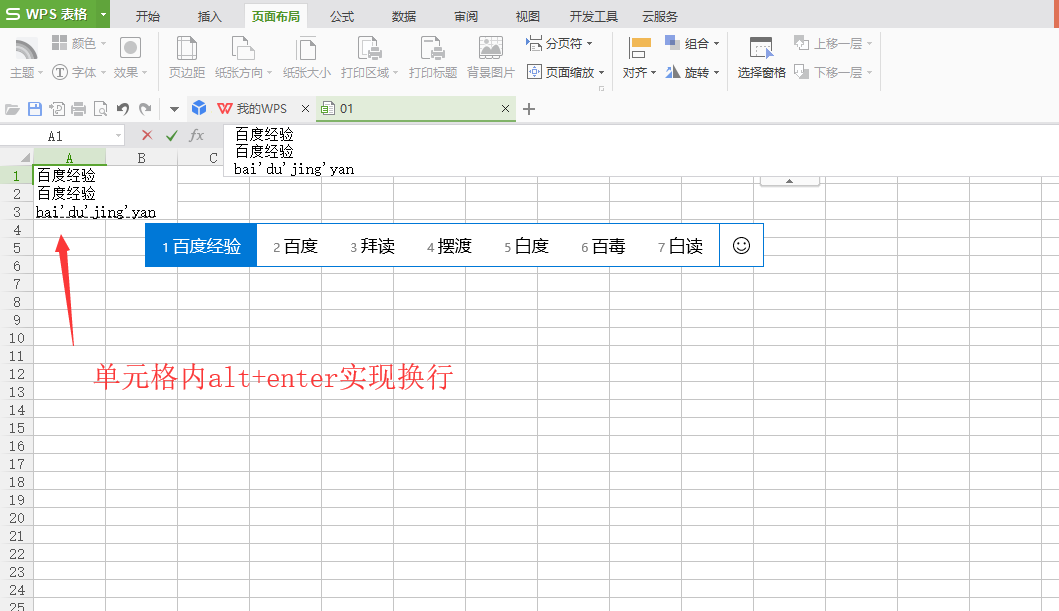 WPS 表格
开始 插入 页面布局 公式 数据 审阅 视图 开发工具 云服务
颜色 分页符 组合 上移一层
主题 字体 效果 页边距 纸张方向 纸张大小 打印区域 打印标题 背景图片 页面缩放 对齐 旋转 选择窗格 下移一层
我的WPS 01
A1 fx 百度经验
百度经验
bai'du'jing'yan
A B C
1 百度经验
2 百度经验
3 bai'du'jing'yan
4
1 百度经验 2 百度 3 拜读 4 摆渡 5 白度 6 百毒 7 白读
5
6
7
8
9
10
11
12 单元格内alt+enter实现换行
13
14
15
16
17
18
19
20
21
22
23
24
25